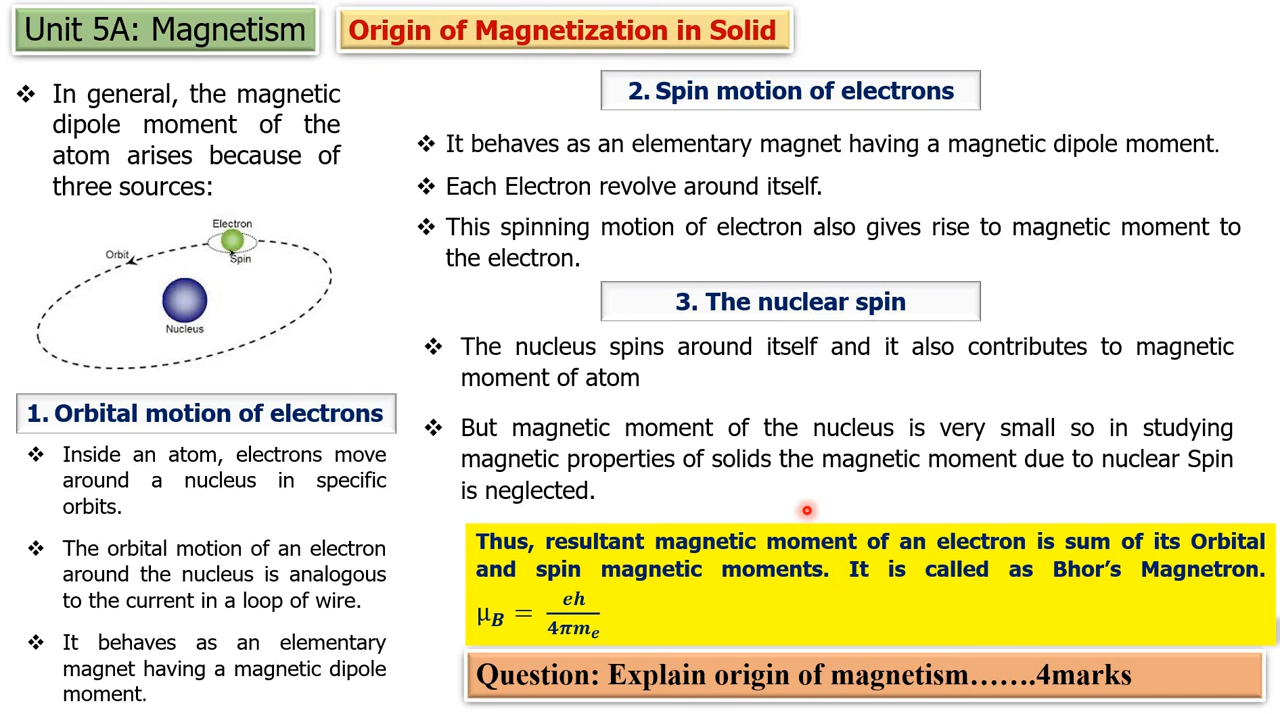 Unit 5A: Magnetism
Origin of Magnetization in Solid
❖ In general, the magnetic
dipole moment of the
atom arises because of
three sources:
Electron
Orbit
Spin
Nucleus
1. Orbital motion of electrons
❖ Inside an atom, electrons move
around a nucleus in specific
orbits.
❖ The orbital motion of an electron
around the nucleus is analogous
to the current in a loop of wire.
❖ It behaves as an elementary
magnet having a magnetic dipole
moment.
2. Spin motion of electrons
❖ It behaves as an elementary magnet having a magnetic dipole moment.
❖ Each Electron revolve around itself.
❖ This spinning motion of electron also gives rise to magnetic moment to
the electron.
3. The nuclear spin
❖ The nucleus spins around itself and it also contributes to magnetic
moment of atom
❖ But magnetic moment of the nucleus is very small so in studying
magnetic properties of solids the magnetic moment due to nuclear Spin
is neglected.
Thus, resultant magnetic moment of an electron is sum of its Orbital
and spin magnetic moments. It is called as Bhor's Magnetron.
μ_B = eh / 4πm_e
Question: Explain origin of magnetism…….4marks